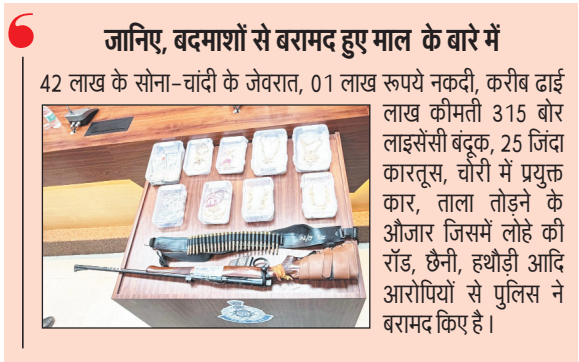 जानिए, बदमाशों से बरामद हुए माल के बारे में
42 लाख के सोना-चांदी के जेवरात, 01 लाख रूपये नकदी, करीब ढाई
लाख कीमती 315 बोर
लाइसेंसी बंदूक, 25 जिंदा
कारतूस, चोरी में प्रयुक्त
कार, ताला तोड़ने के
औजार जिसमें लोहे की
रॉड, छैनी, हथौड़ी आदि
आरोपियों से पुलिस ने
बरामद किए है।